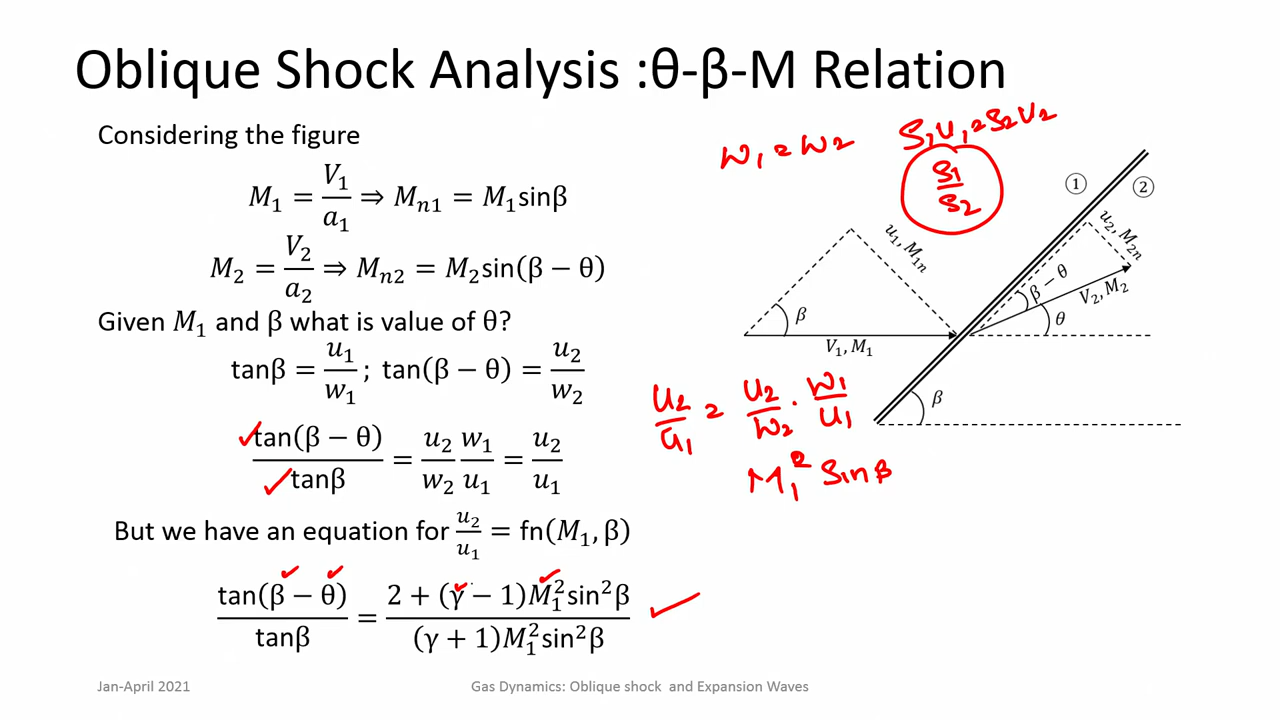 Oblique Shock Analysis :θ-β-M Relation
Considering the figure
M₁ = V₁/a₁ ⇒ Mₙ₁ = M₁sinβ
M₂ = V₂/a₂ ⇒ Mₙ₂ = M₂sin(β − θ)
Given M₁ and β what is value of θ?
tanβ = u₁/w₁ ; tan(β − θ) = u₂/w₂
tan(β − θ)/tanβ = u₂/w₂ w₁/u₁ = u₂/u₁
But we have an equation for u₂/u₁ = fn(M₁, β)
tan(β − θ)/tanβ = (2 + (γ − 1)M₁²sin²β)/((γ + 1)M₁²sin²β)
w₁ = w₂
ρ₁u₁ = ρ₂u₂
ρ₁/ρ₂
① ②
u₁, M₁ₙ
u₂, M₂ₙ
β
β − θ
V₂, M₂
θ
V₁, M₁
β
u₂/u₁ = u₂/w₂ · w₁/u₁
M₁² sinβ
Jan-April 2021
Gas Dynamics: Oblique shock and Expansion Waves